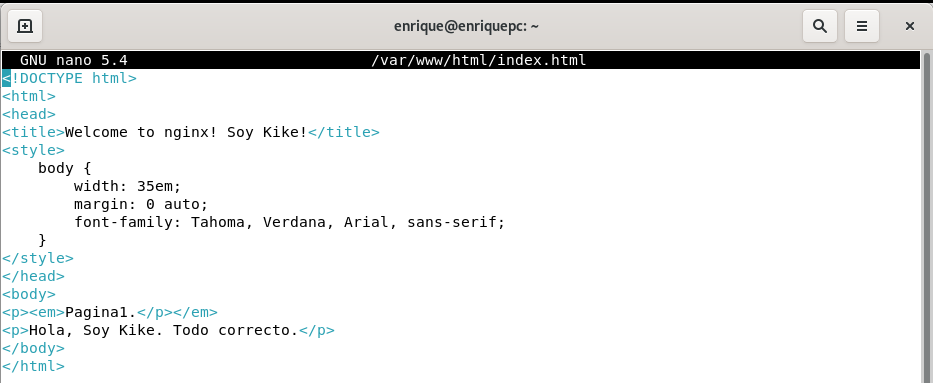 enrique@enriquepc: ~
GNU nano 5.4 /var/www/html/index.html
<!DOCTYPE html>
<html>
<head>
<title>Welcome to nginx! Soy Kike!</title>
<style>
    body {
        width: 35em;
        margin: 0 auto;
        font-family: Tahoma, Verdana, Arial, sans-serif;
    }
</style>
</head>
<body>
<p><em>Pagina1.</p></em>
<p>Hola, Soy Kike. Todo correcto.</p>
</body>
</html>